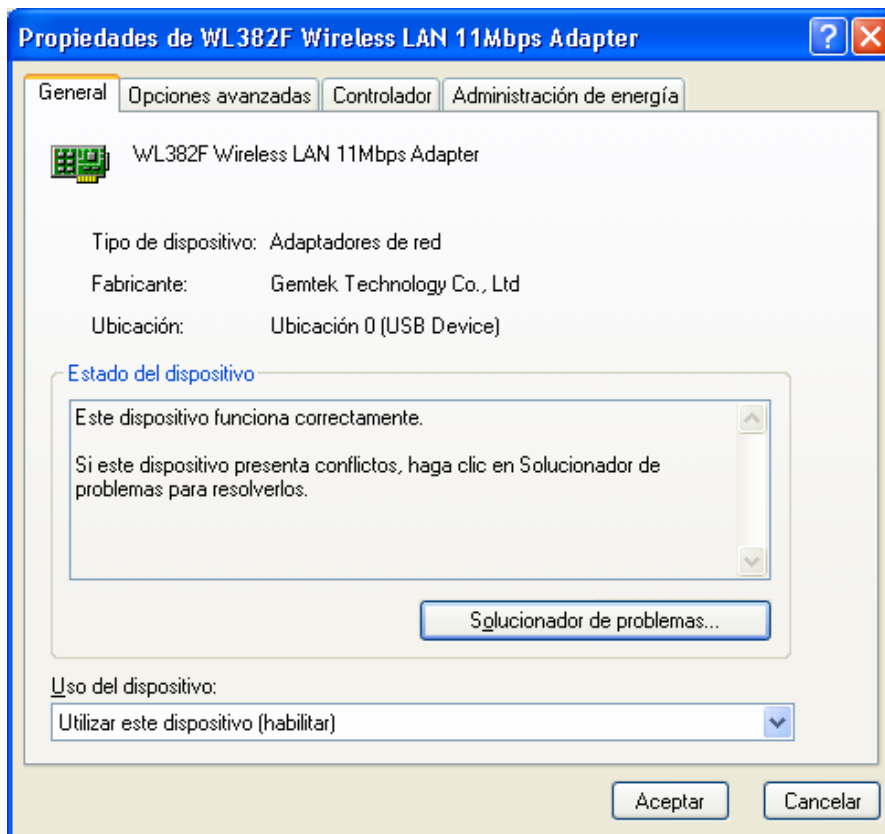 Propiedades de WL382F Wireless LAN 11Mbps Adapter
General Opciones avanzadas Controlador Administración de energía
WL382F Wireless LAN 11Mbps Adapter
Tipo de dispositivo: Adaptadores de red
Fabricante: Gemtek Technology Co., Ltd
Ubicación: Ubicación 0 (USB Device)
Estado del dispositivo
Este dispositivo funciona correctamente.
Si este dispositivo presenta conflictos, haga clic en Solucionador de
problemas para resolverlos.
Solucionador de problemas...
Uso del dispositivo:
Utilizar este dispositivo (habilitar)
Aceptar Cancelar